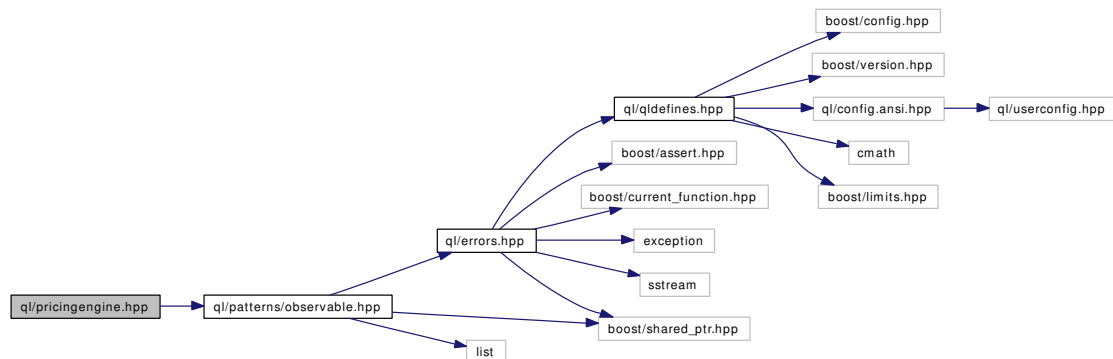 boost/config.hpp
boost/version.hpp
ql/qldefines.hpp
ql/config.ansi.hpp
ql/userconfig.hpp
boost/assert.hpp
cmath
boost/current_function.hpp
boost/limits.hpp
ql/errors.hpp
exception
sstream
ql/pricingengine.hpp
ql/patterns/observable.hpp
boost/shared_ptr.hpp
list